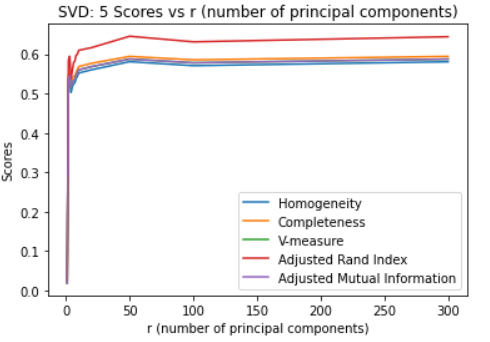 SVD: 5 Scores vs r (number of principal components)
Scores
0.6
0.5
0.4
0.3
0.2
0.1
0.0
Homogeneity
Completeness
V-measure
Adjusted Rand Index
Adjusted Mutual Information
0 50 100 150 200 250 300
r (number of principal components)